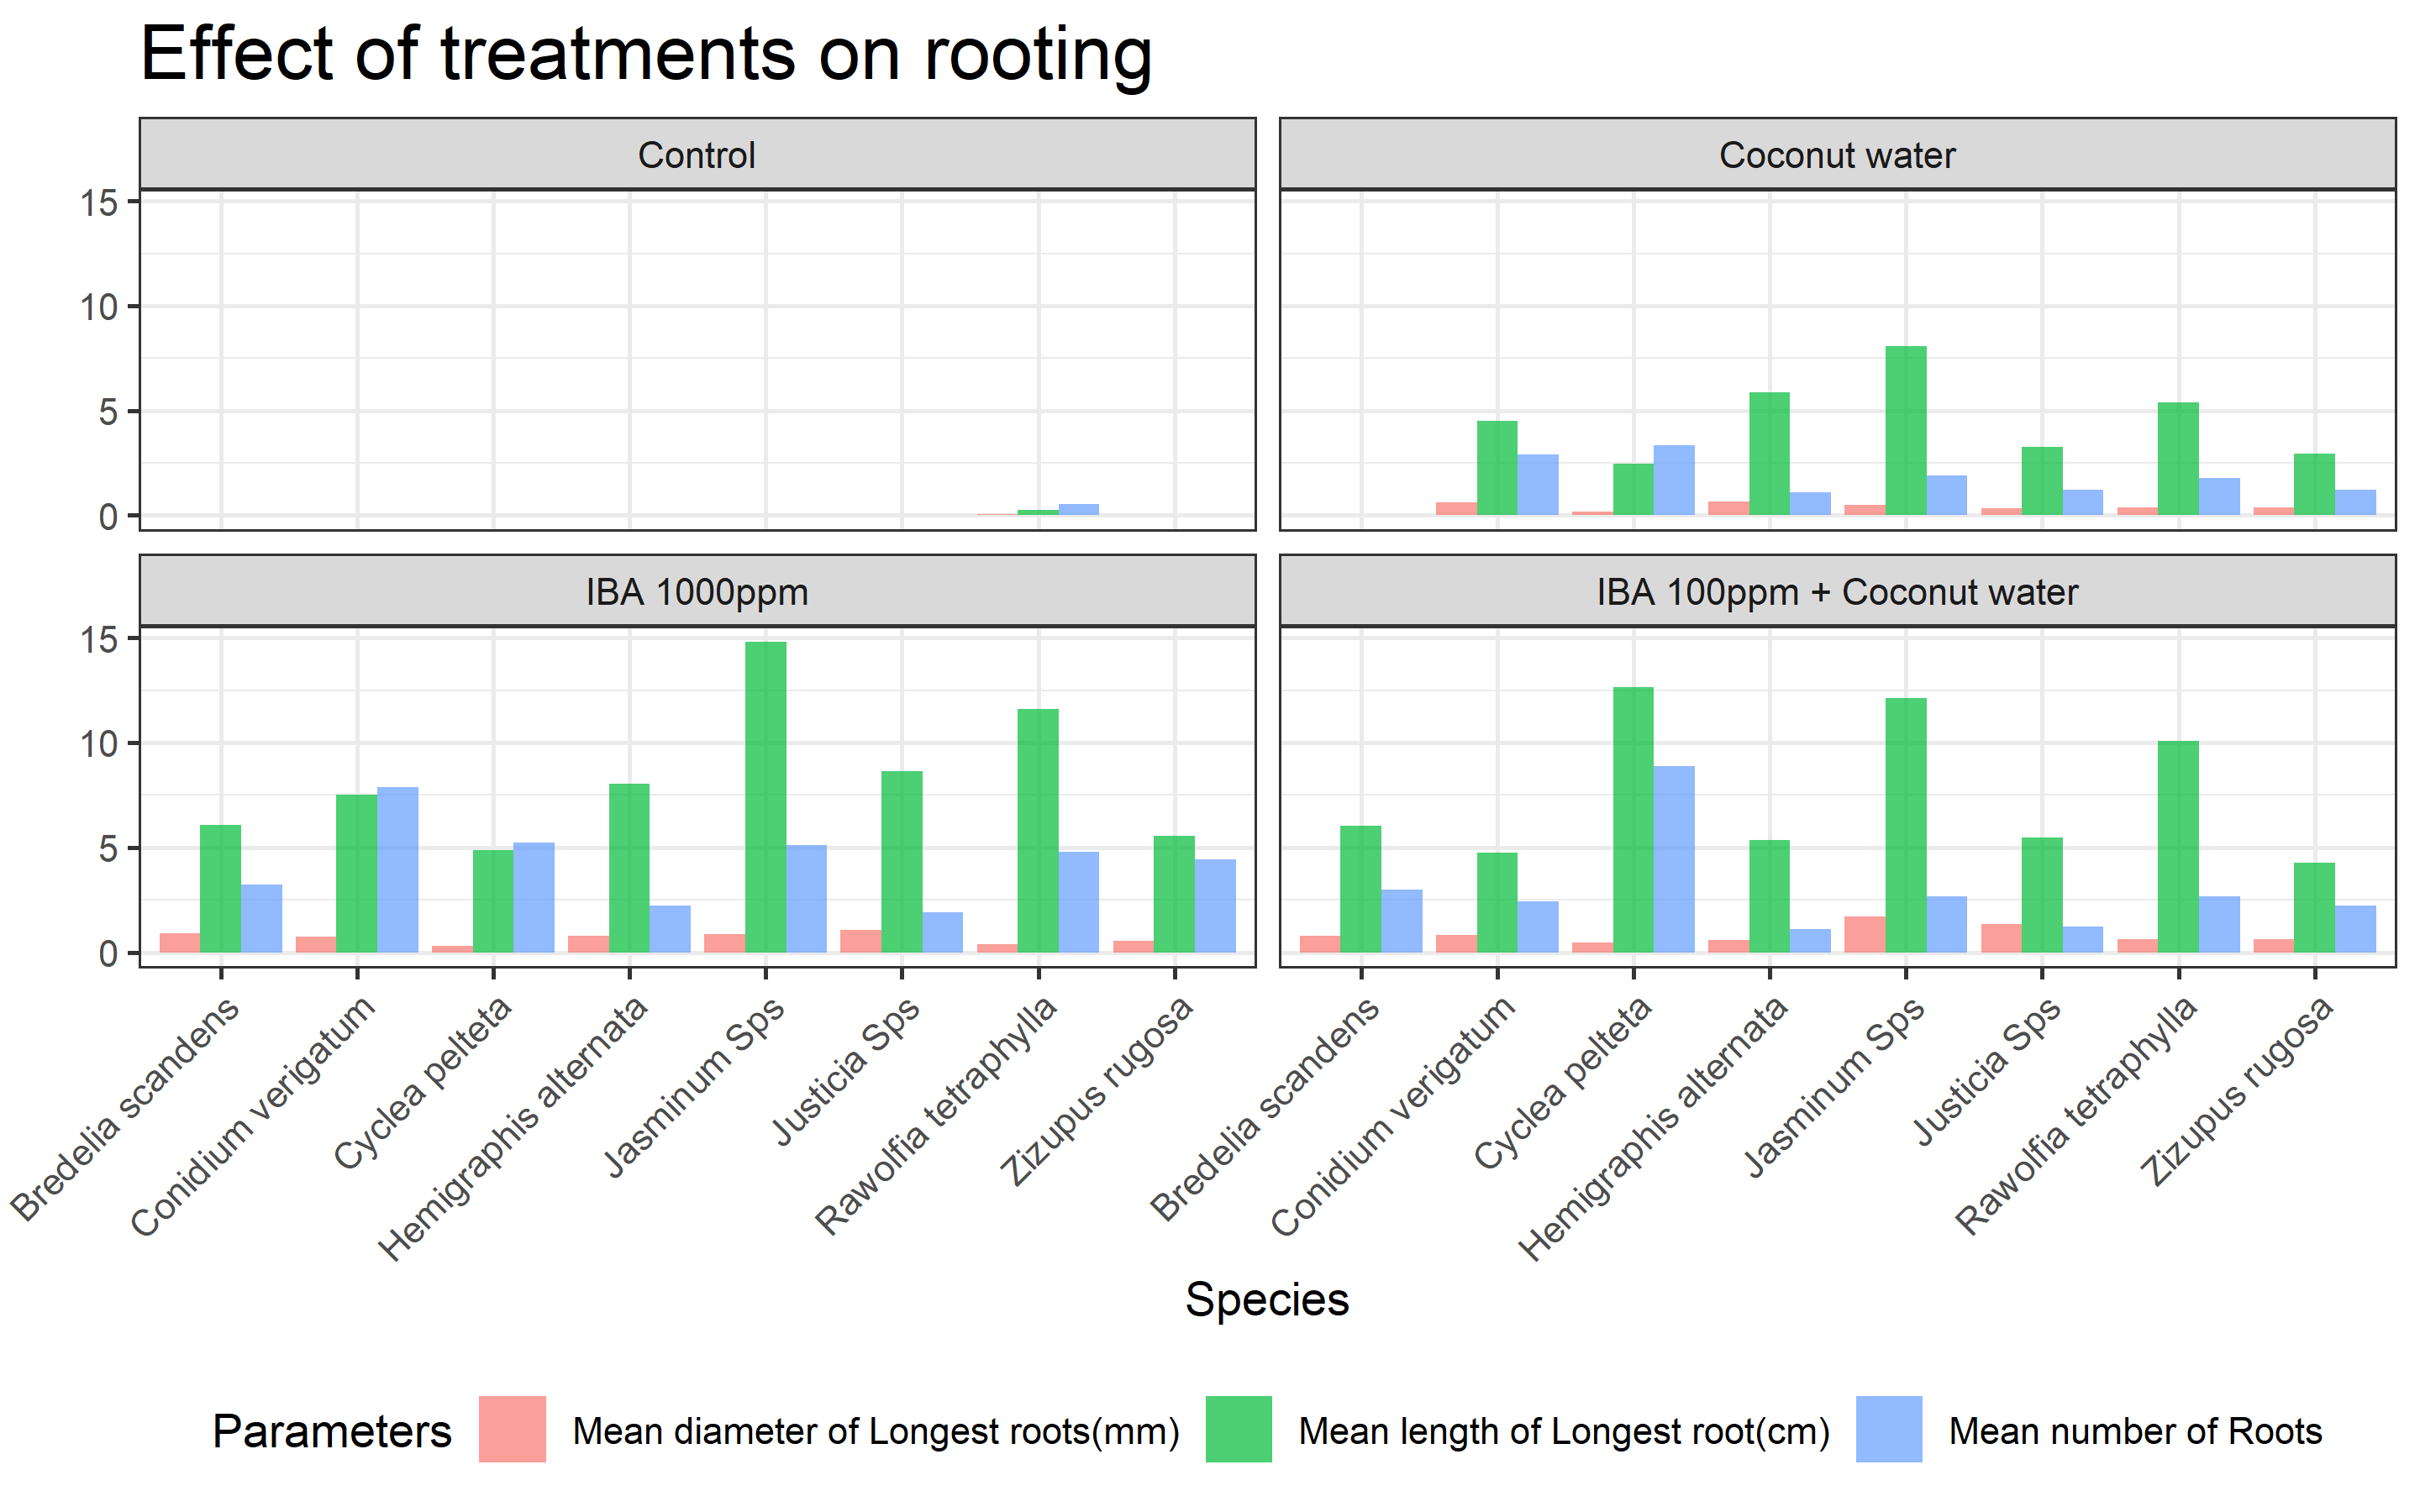 Effect of treatments on rooting
Control
Coconut water
15
10
5
0
IBA 1000ppm
IBA 100ppm + Coconut water
15
10
5
0
Bredelia scandens
Conidium verigatum
Cyclea pelteta
Hemigraphis alternata
Jasminum Sps
Justicia Sps
Rawolfia tetraphylla
Zizupus rugosa
Bredelia scandens
Conidium verigatum
Cyclea pelteta
Hemigraphis alternata
Jasminum Sps
Justicia Sps
Rawolfia tetraphylla
Zizupus rugosa
Species
Parameters Mean diameter of Longest roots(mm) Mean length of Longest root(cm) Mean number of Roots